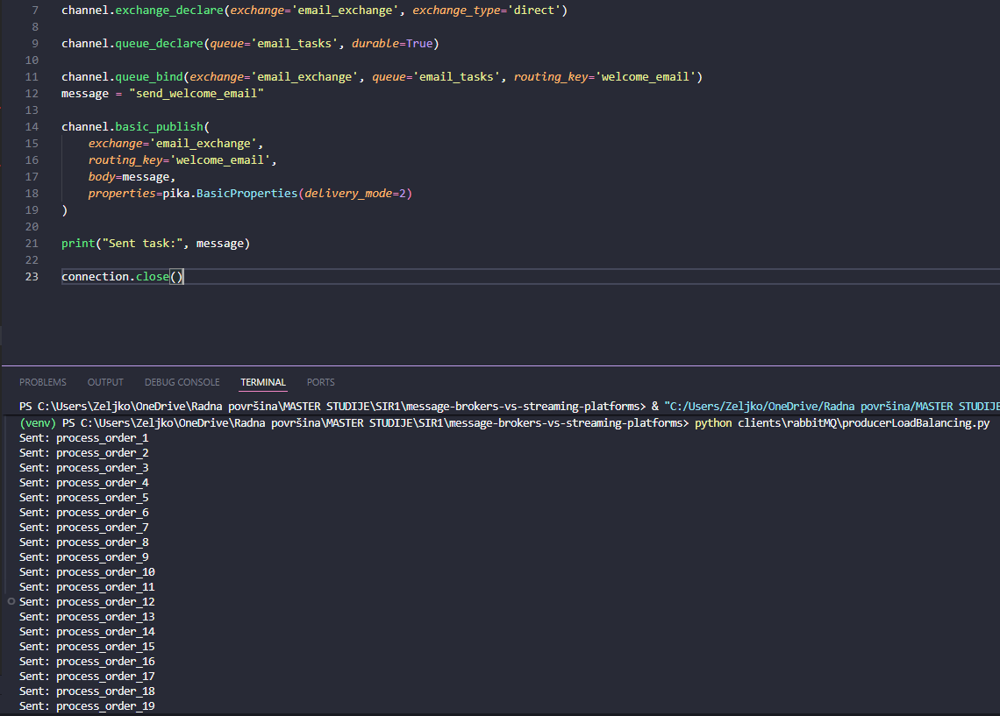 7 channel.exchange_declare(exchange='email_exchange', exchange_type='direct')
8
9 channel.queue_declare(queue='email_tasks', durable=True)
10
11 channel.queue_bind(exchange='email_exchange', queue='email_tasks', routing_key='welcome_email')
12 message = "send_welcome_email"
13
14 channel.basic_publish(
15 exchange='email_exchange',
16 routing_key='welcome_email',
17 body=message,
18 properties=pika.BasicProperties(delivery_mode=2)
19 )
20
21 print("Sent task:", message)
22
23 connection.close()
PROBLEMS OUTPUT DEBUG CONSOLE TERMINAL PORTS
PS C:\Users\Zeljko\OneDrive\Radna površina\MASTER STUDIJE\SIR1\message-brokers-vs-streaming-platforms> & "C:/Users/Zeljko/OneDrive/Radna površina/MASTER STUDIJE
(venv) PS C:\Users\Zeljko\OneDrive\Radna površina\MASTER STUDIJE\SIR1\message-brokers-vs-streaming-platforms> python clients\rabbitMQ\producerLoadBalancing.py
Sent: process_order_1
Sent: process_order_2
Sent: process_order_3
Sent: process_order_4
Sent: process_order_5
Sent: process_order_6
Sent: process_order_7
Sent: process_order_8
Sent: process_order_9
Sent: process_order_10
Sent: process_order_11
Sent: process_order_12
Sent: process_order_13
Sent: process_order_14
Sent: process_order_15
Sent: process_order_16
Sent: process_order_17
Sent: process_order_18
Sent: process_order_19